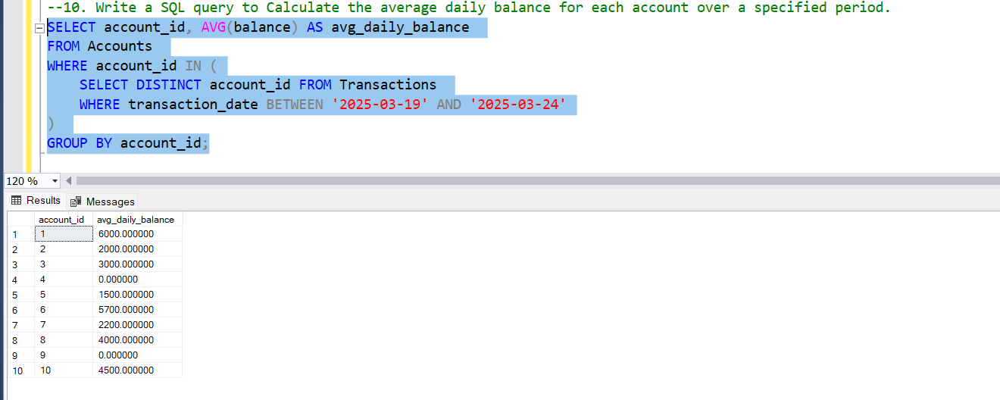 --10. Write a SQL query to Calculate the average daily balance for each account over a specified period.
SELECT account_id, AVG(balance) AS avg_daily_balance
FROM Accounts
WHERE account_id IN (
    SELECT DISTINCT account_id FROM Transactions
    WHERE transaction_date BETWEEN '2025-03-19' AND '2025-03-24'
)
GROUP BY account_id;
120 %
Results Messages
account_id avg_daily_balance
1 1 6000.000000
2 2 2000.000000
3 3 3000.000000
4 4 0.000000
5 5 1500.000000
6 6 5700.000000
7 7 2200.000000
8 8 4000.000000
9 9 0.000000
10 10 4500.000000